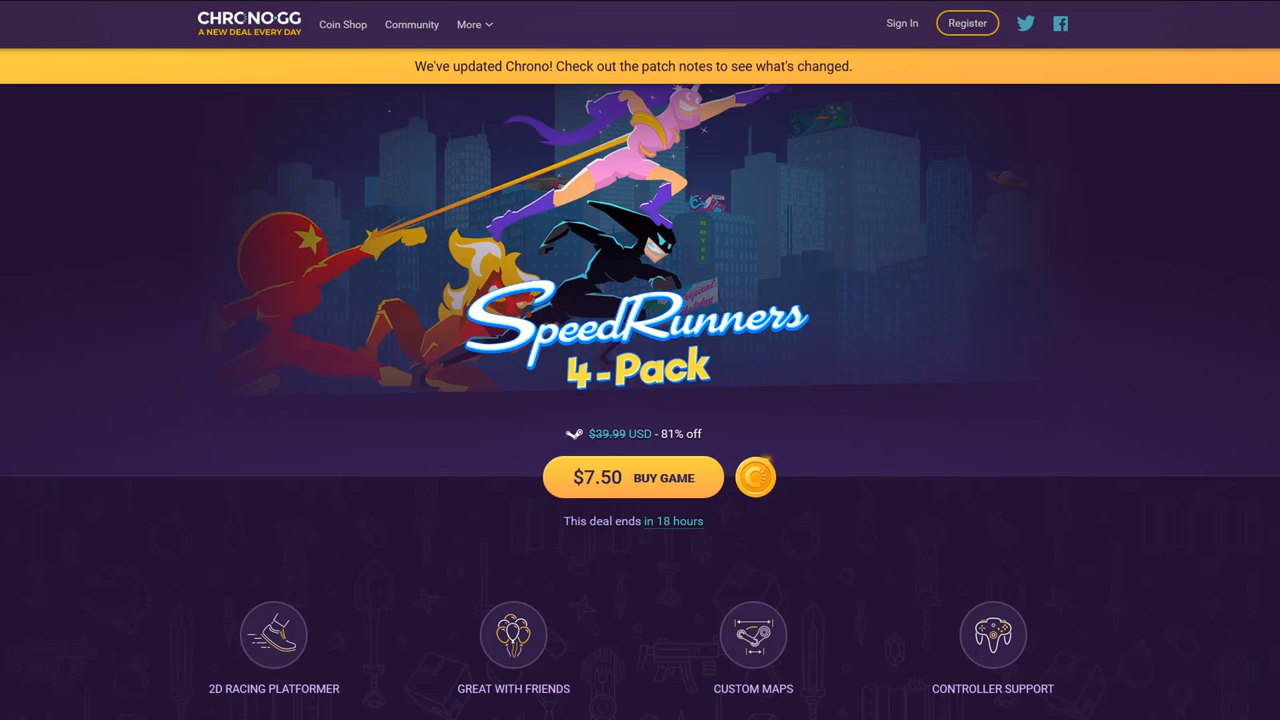 CHRONO.GG
A NEW DEAL EVERY DAY
Coin Shop
Community
More
Sign In
Register
We've updated Chrono! Check out the patch notes to see what's changed.
HOTEL
SpeedRunners
4-Pack
$39.99 USD - 81% off
$7.50 BUY GAME
This deal ends in 18 hours
2D RACING PLATFORMER
GREAT WITH FRIENDS
CUSTOM MAPS
CONTROLLER SUPPORT